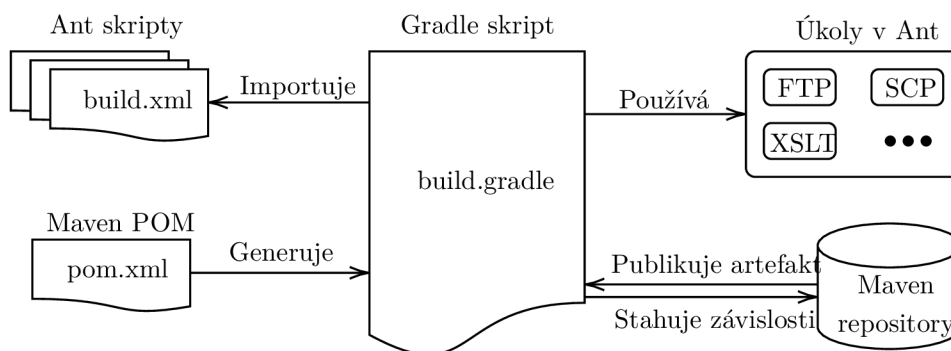 Ant skripty
Gradle skript
Úkoly v Ant
build.xml
Importuje
Používá
FTP
SCP
XSLT
build.gradle
Maven POM
pom.xml
Generuje
Publikuje artefakt
Stahuje závislosti
Maven
repository